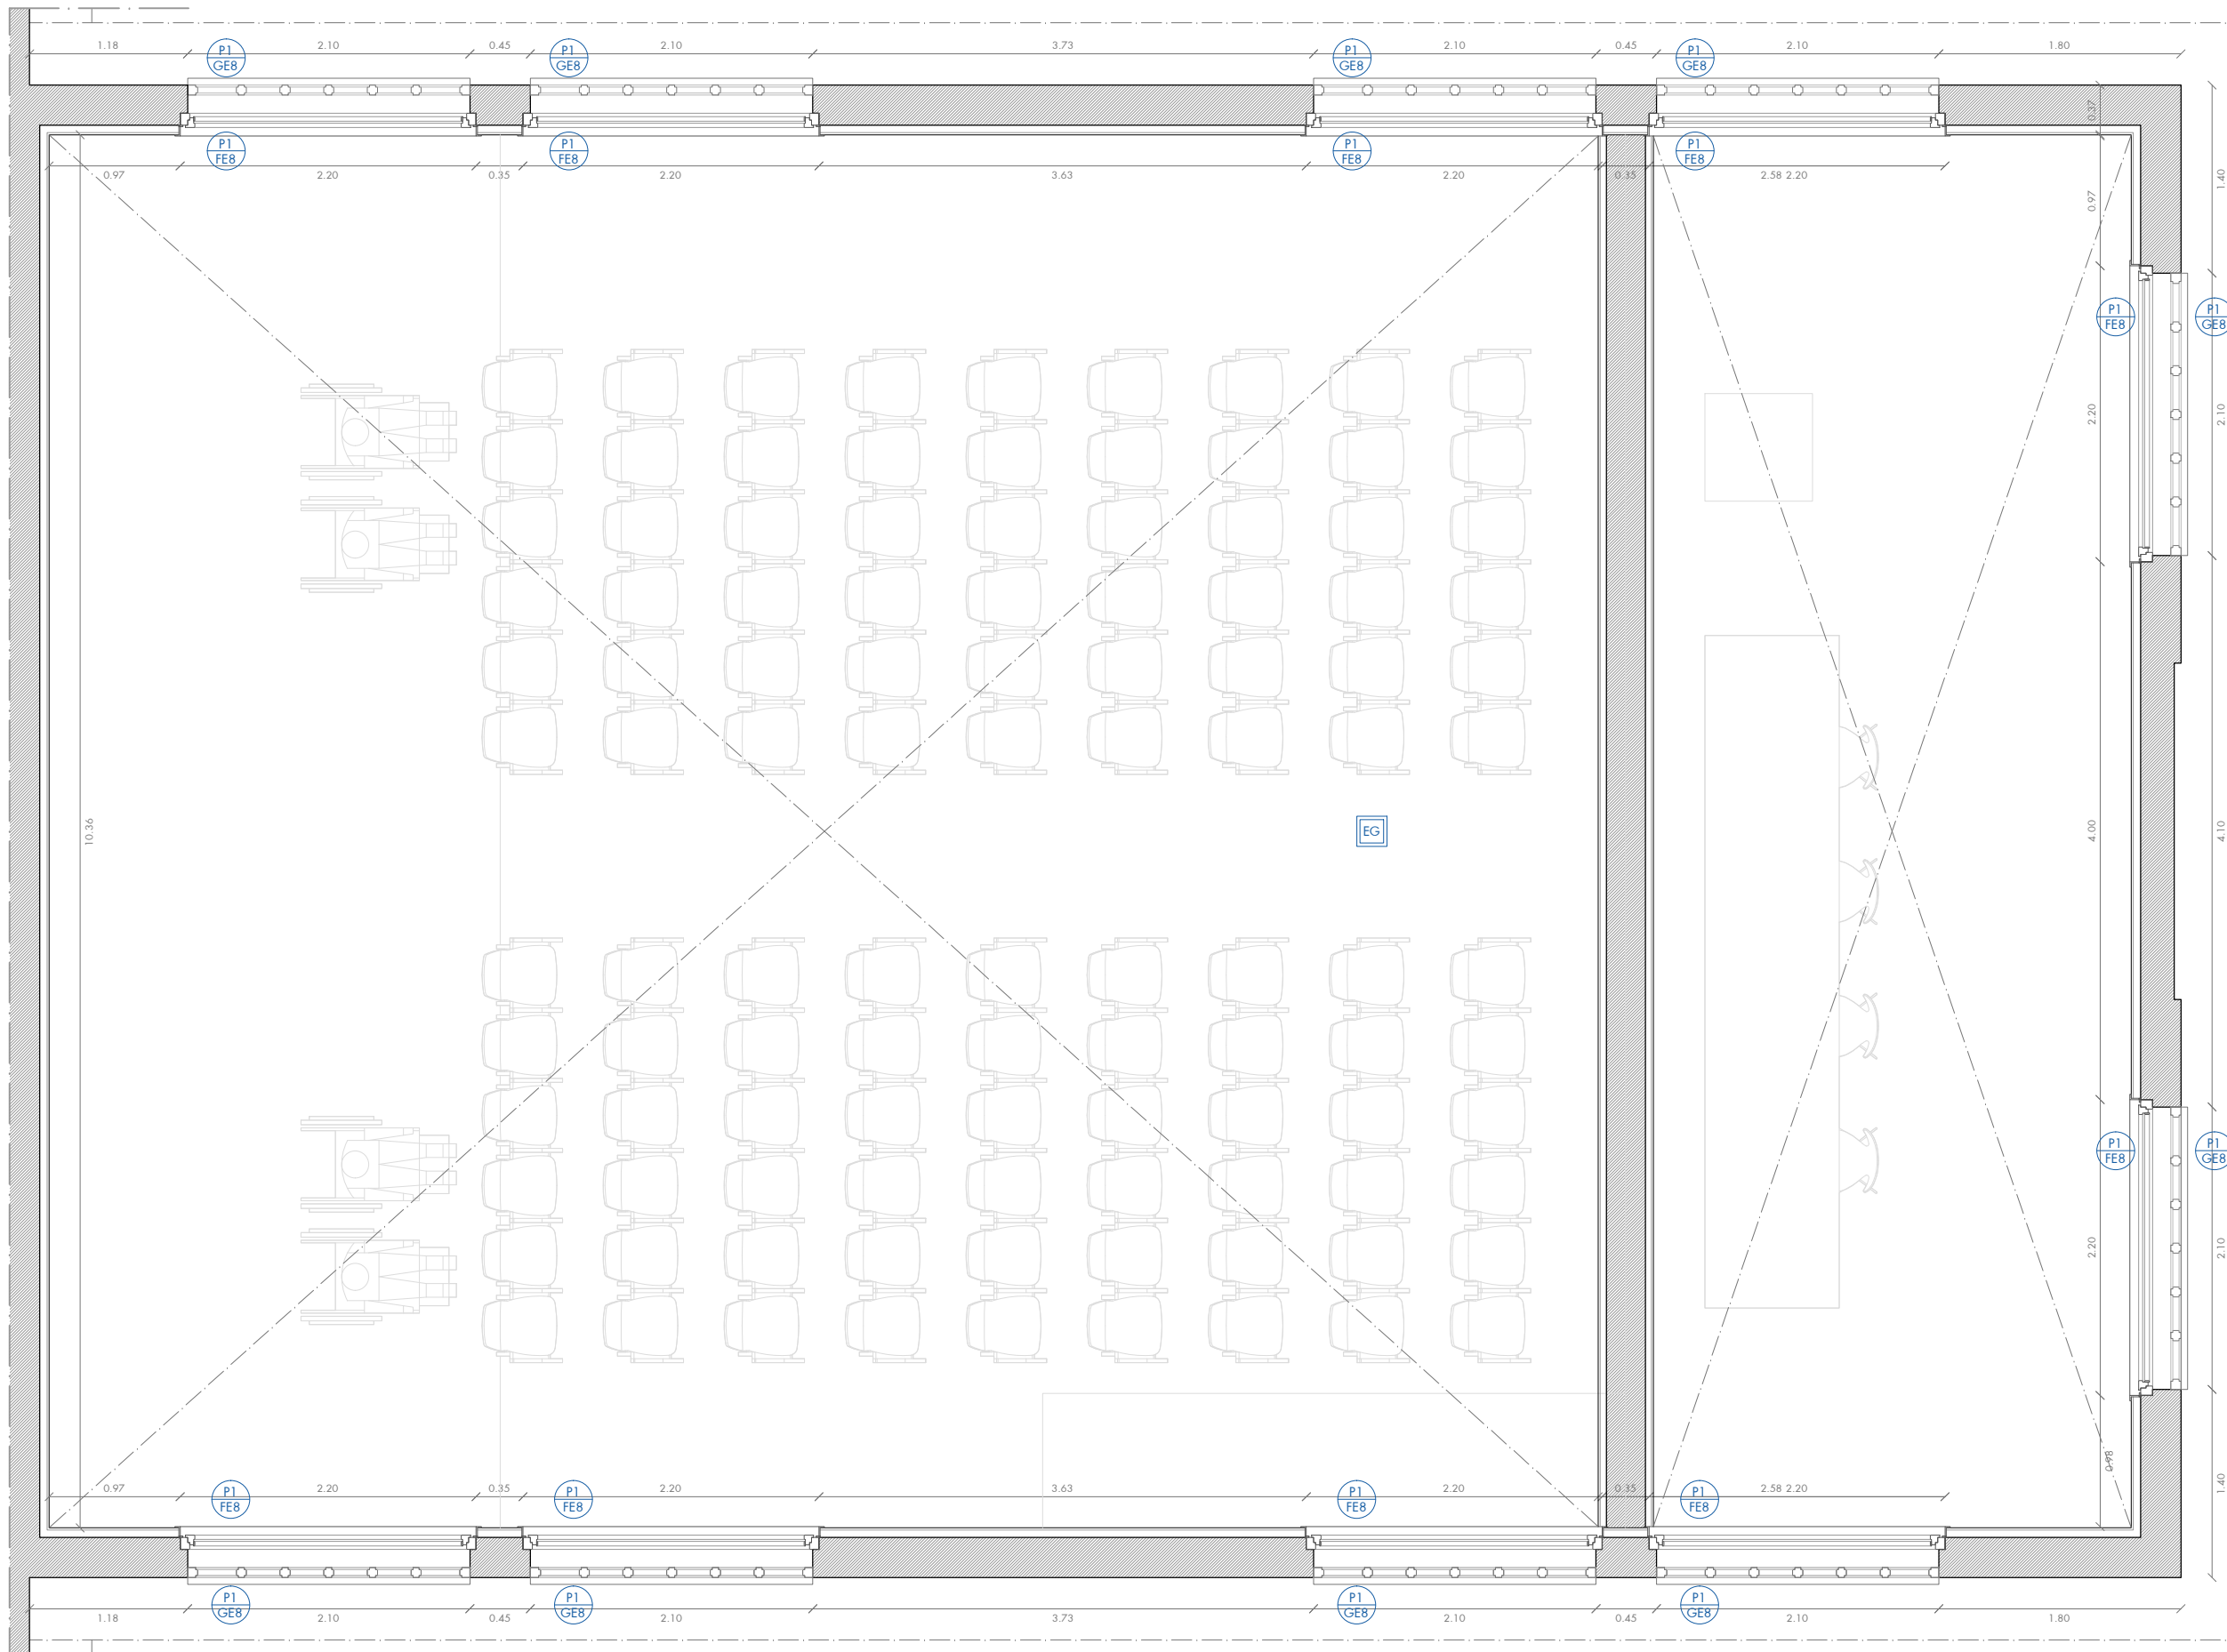 1.18 2.10 0.45 2.10 3.73 2.10 0.45 2.10 1.80
P1 P1 P1 P1
GE8 GE8 GE8 GE8
0.37
P1 P1 P1 P1
FE8 FE8 FE8 FE8
0.97 2.20 0.35 2.20 3.63 2.20 0.35 2.58 2.20
1.40
0.97
P1 P1
FE8 GE8
2.20 2.10
EG
10.36 4.00 4.10
P1 P1
FE8 GE8
2.20 2.10
0.98
1.40
0.97 2.20 0.35 2.20 3.63 2.20 0.35 2.58 2.20
P1 P1 P1 P1
FE8 FE8 FE8 FE8
P1 P1 P1 P1
GE8 GE8 GE8 GE8
1.18 2.10 0.45 2.10 3.73 2.10 0.45 2.10 1.80